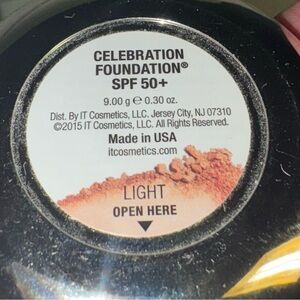 CELEBRATION
FOUNDATION®
SPF 50+
9.00 g ℮ 0.30 oz.
Dist. By IT Cosmetics, LLC. Jersey City, NJ 07310
©2015 IT Cosmetics, LLC. All Rights Reserved.
Made in USA
itcosmetics.com
LIGHT
OPEN HERE